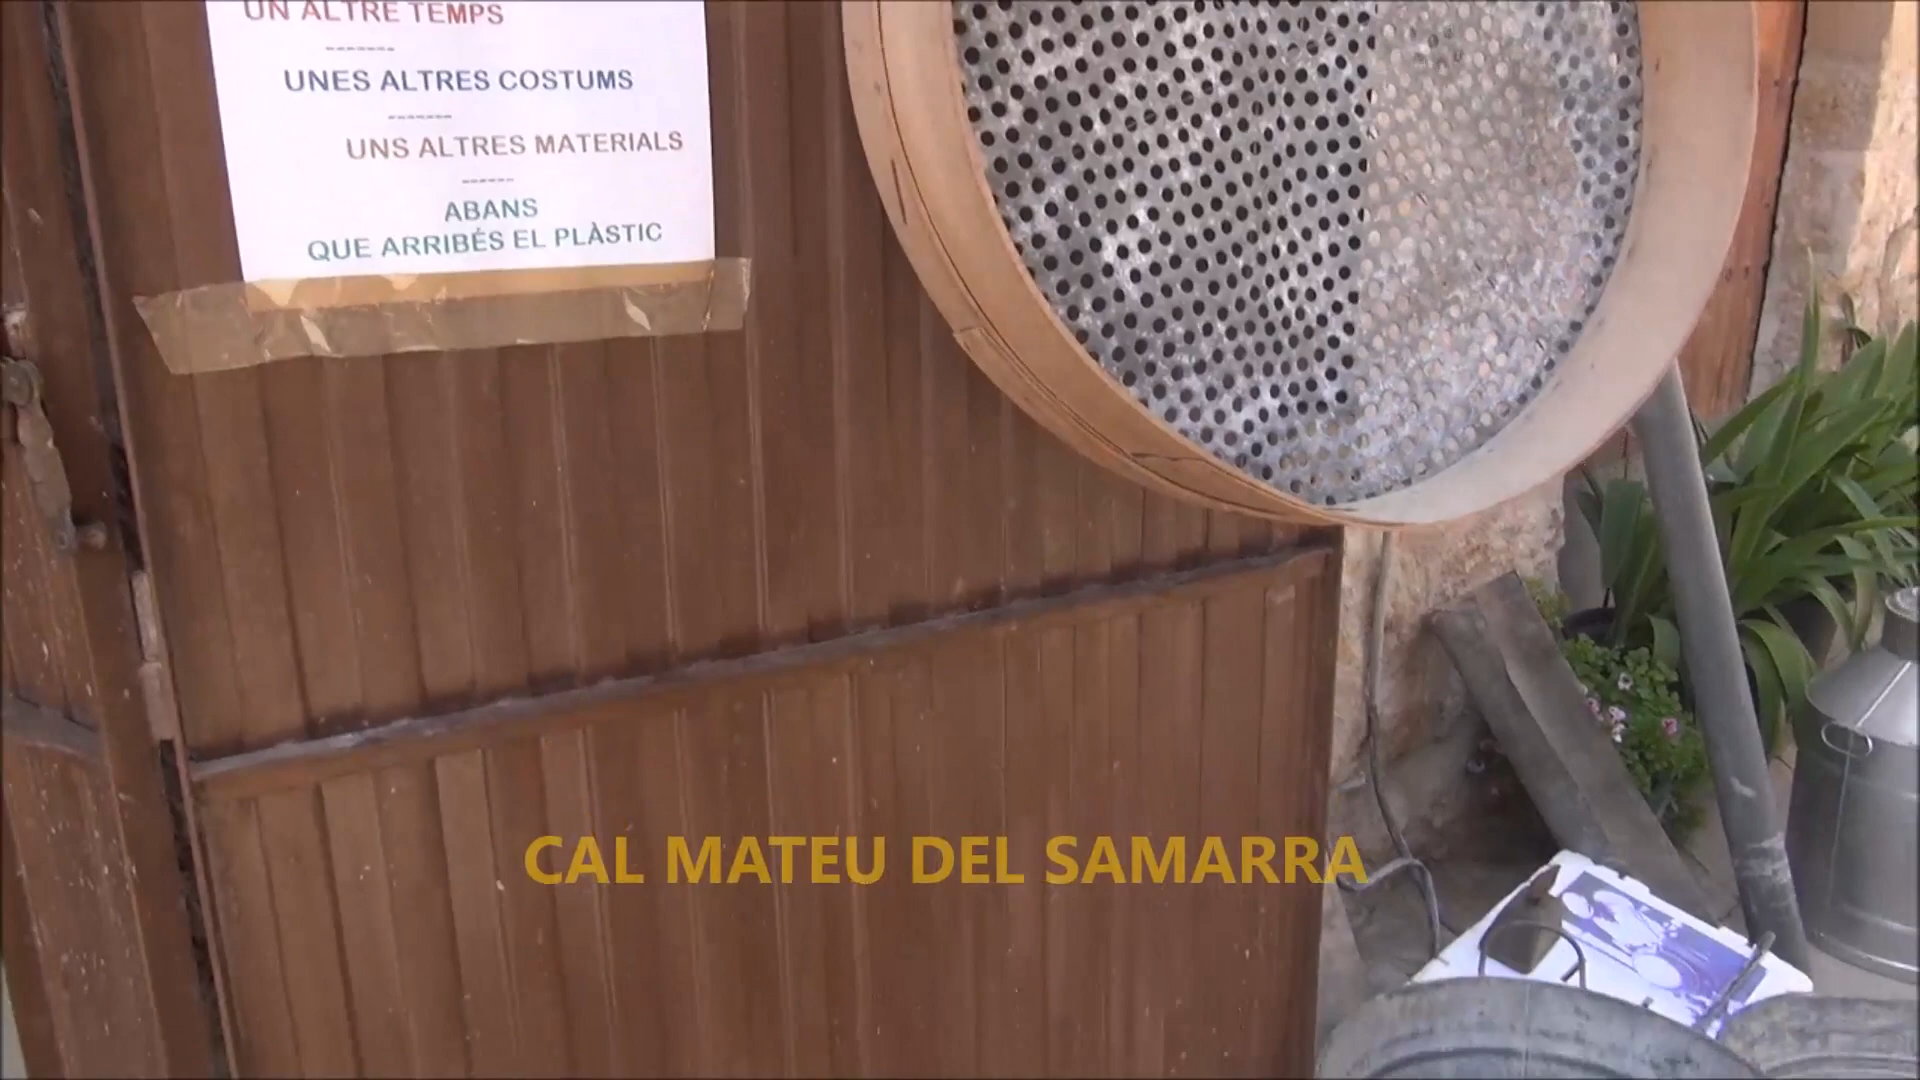 UN ALTRE TEMPS
-------
UNES ALTRES COSTUMS
-------
UNS ALTRES MATERIALS
------
ABANS
QUE ARRIBÉS EL PLÀSTIC
CAL MATEU DEL SAMARRA